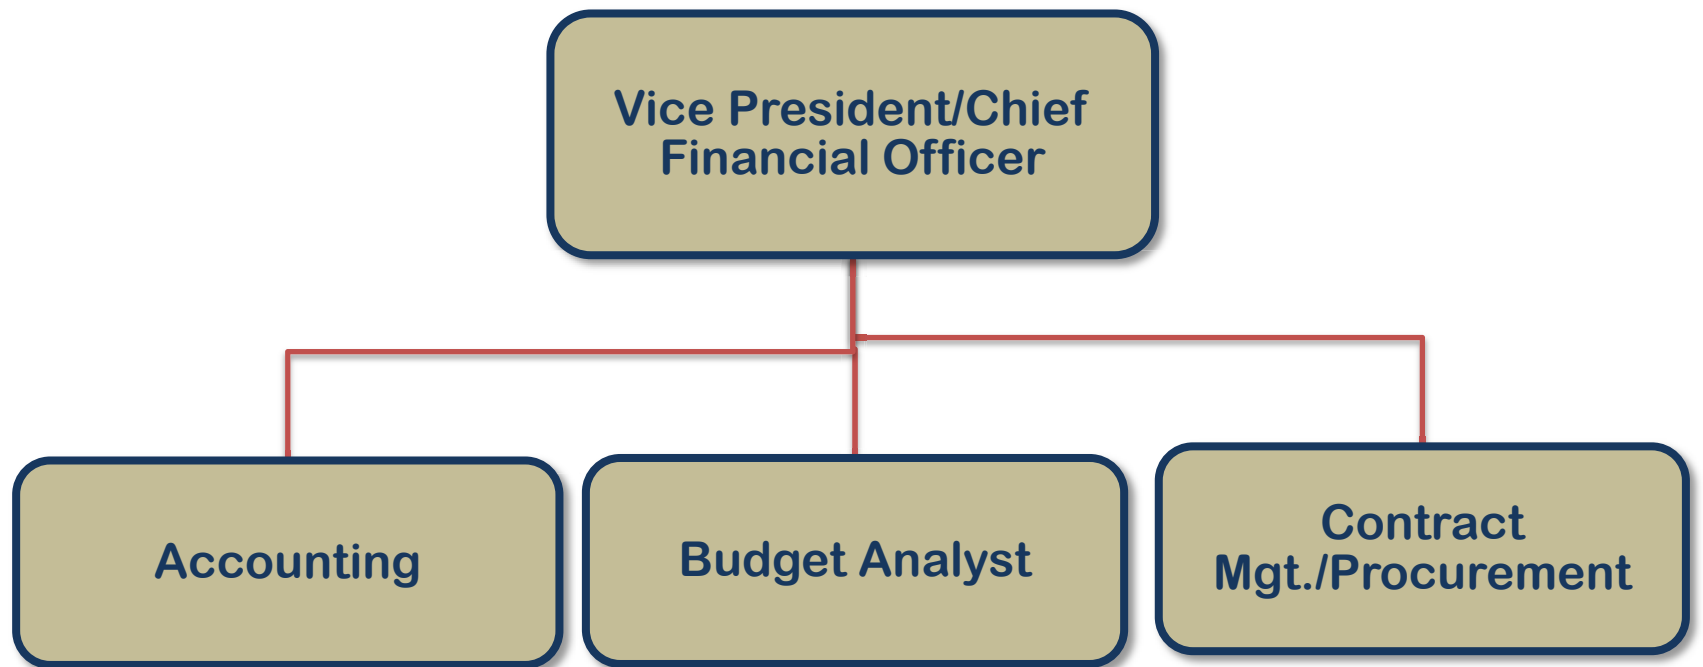 Vice President/Chief
Financial Officer
Accounting
Budget Analyst
Contract
Mgt./Procurement